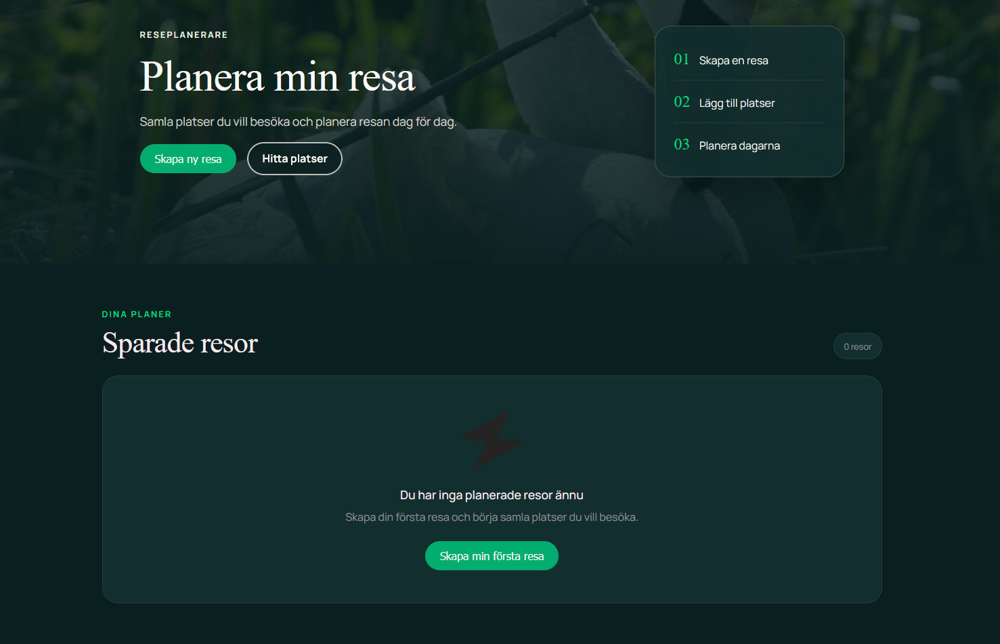 RESEPLANERARE
Planera min resa
Samla platser du vill besöka och planera resan dag för dag.
Skapa ny resa
Hitta platser
01 Skapa en resa
02 Lägg till platser
03 Planera dagarna
DINA PLANER
Sparade resor
0 resor
Du har inga planerade resor ännu
Skapa din första resa och börja samla platser du vill besöka.
Skapa min första resa